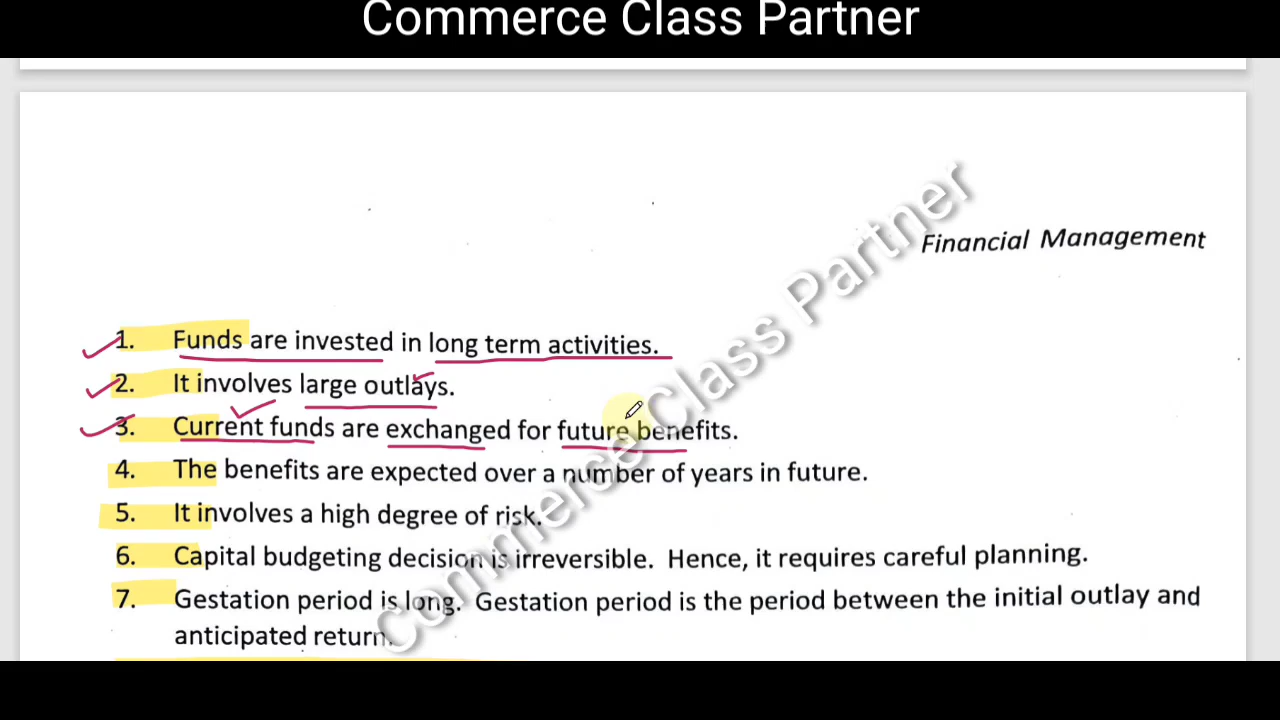 Commerce Class Partner
Financial Management
1. Funds are invested in long term activities.
2. It involves large outlays.
3. Current funds are exchanged for future benefits.
4. The benefits are expected over a number of years in future.
5. It involves a high degree of risk.
6. Capital budgeting decision is irreversible. Hence, it requires careful planning.
7. Gestation period is long. Gestation period is the period between the initial outlay and
anticipated return.
Commerce Class Partner